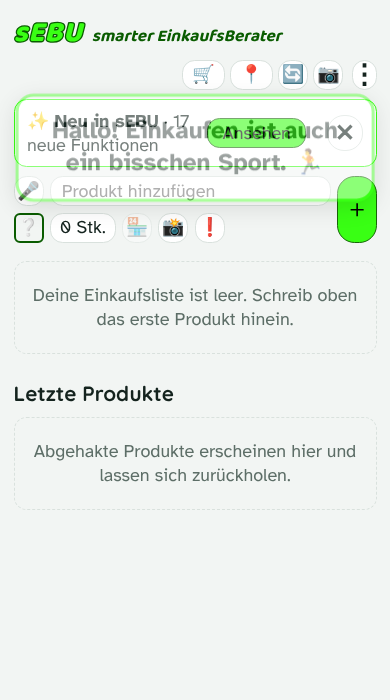 sEBU smarter EinkaufsBerater
✨ Neu in sEBU · 17
neue Funktionen
Ansehen
Hallo! Einkaufen ist auch
ein bisschen Sport. 🏃
Produkt hinzufügen
+
0 Stk.
Deine Einkaufsliste ist leer. Schreib oben
das erste Produkt hinein.
Letzte Produkte
Abgehakte Produkte erscheinen hier und
lassen sich zurückholen.